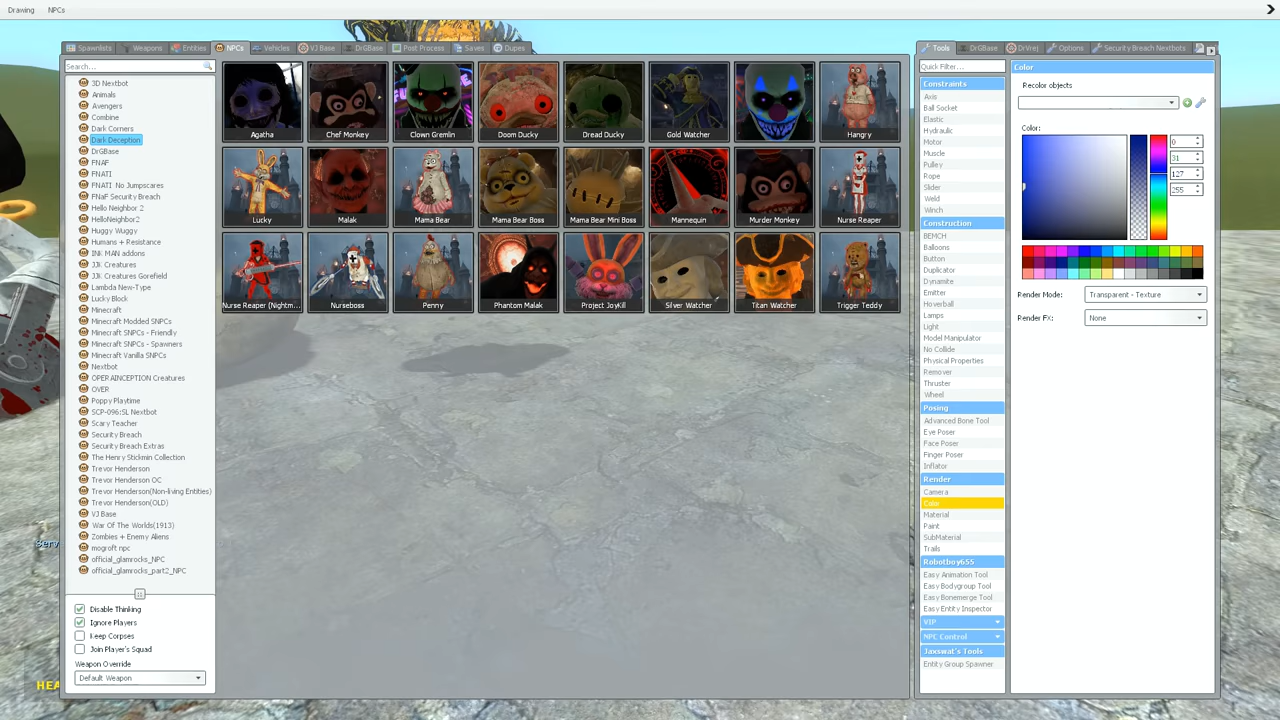 Drawing NPCs
Spawnlists Weapons Entities NPCs Vehicles VJ Base DrGBase Post Process Saves Dupes
Search...
3D Nextbot
Animals
Avengers
Combine
Dark Corners
Dark Deception
DrGBase
FNAF
FNATI
FNATI No Jumpscares
FNaF Security Breach
Hello Neighbor 2
HelloNeighbor2
Huggy Wuggy
Humans + Resistance
INK MAN addons
JJK Creatures
JJK Creatures Gorefield
Lambda New-Type
Lucky Block
Minecraft
Minecraft Modded SNPCs
Minecraft SNPCs - Friendly
Minecraft SNPCs - Spawners
Minecraft Vanilla SNPCs
Nextbot
OPERAINCEPTION Creatures
OVER
Poppy Playtime
SCP-096:SL Nextbot
Scary Teacher
Security Breach
Security Breach Extras
The Henry Stickmin Collection
Trevor Henderson
Trevor Henderson OC
Trevor Henderson(Non-living Entities)
Trevor Henderson(OLD)
VJ Base
War Of The Worlds(1913)
Zombies + Enemy Aliens
mogroft npc
official_glamrocks_NPC
official_glamrocks_part2_NPC
Disable Thinking
Ignore Players
Keep Corpses
Join Player's Squad
Weapon Override
Default Weapon
Agatha Chef Monkey Clown Gremlin Doom Ducky Dread Ducky Gold Watcher Hangry
Lucky Malak Mama Bear Mama Bear Boss Mama Bear Mini Boss Mannequin Murder Monkey Nurse Reaper
Nurse Reaper (Nightm... Nurseboss Penny Phantom Malak Project JoyKill Silver Watcher Titan Watcher Trigger Teddy
Tools DrGBase DrVrej Options Security Breach Nextbots
Quick Filter...
Constraints
Axis
Ball Socket
Elastic
Hydraulic
Motor
Muscle
Pulley
Rope
Slider
Weld
Winch
Construction
BEMCH
Balloons
Button
Duplicator
Dynamite
Emitter
Hoverball
Lamps
Light
Model Manipulator
No Collide
Physical Properties
Remover
Thruster
Wheel
Posing
Advanced Bone Tool
Eye Poser
Face Poser
Finger Poser
Inflator
Render
Camera
Color
Material
Paint
SubMaterial
Trails
Robotboy655
Easy Animation Tool
Easy Bodygroup Tool
Easy Bonemerge Tool
Easy Entity Inspector
VIP
NPC Control
Jaxswat's Tools
Entity Group Spawner
Color
Recolor objects
Color:
0
31
127
255
Render Mode: Transparent - Texture
Render FX: None
Serv
HEA